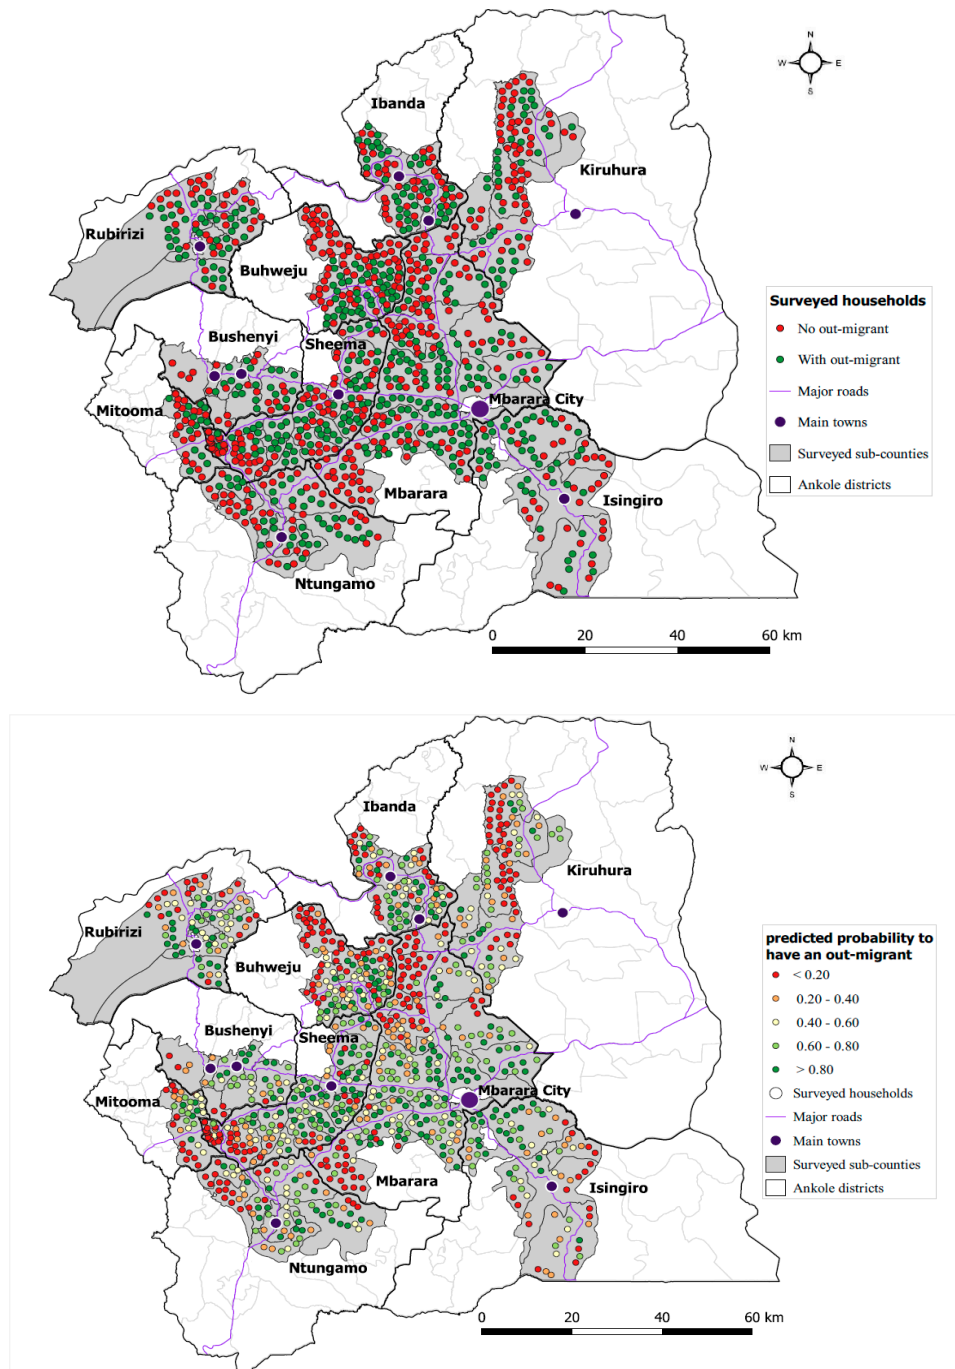 N
W E
S
Ibanda
Kiruhura
Rubirizi
Buhweju
Bushenyi
Sheema
Mitooma
Mbarara City
Mbarara
Isingiro
Ntungamo
Surveyed households
No out-migrant
With out-migrant
Major roads
Main towns
Surveyed sub-counties
Ankole districts
0 20 40 60 km
N
W E
S
Ibanda
Kiruhura
Rubirizi
Buhweju
Bushenyi
Sheema
Mitooma
Mbarara City
Mbarara
Isingiro
Ntungamo
predicted probability to
have an out-migrant
< 0.20
0.20 - 0.40
0.40 - 0.60
0.60 - 0.80
> 0.80
Surveyed households
Major roads
Main towns
Surveyed sub-counties
Ankole districts
0 20 40 60 km